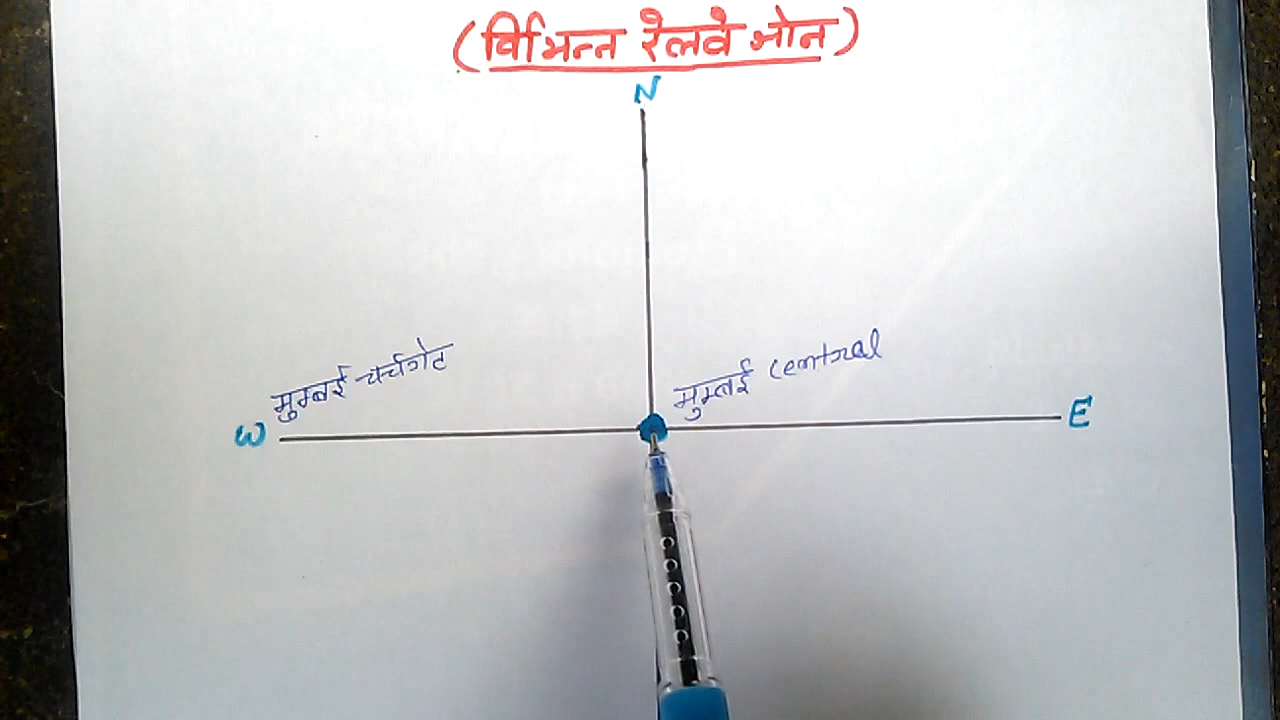 (विभिन्न रेलवे जोन)
N
मुम्बई चर्चगेट
मुम्बई Central
W
E